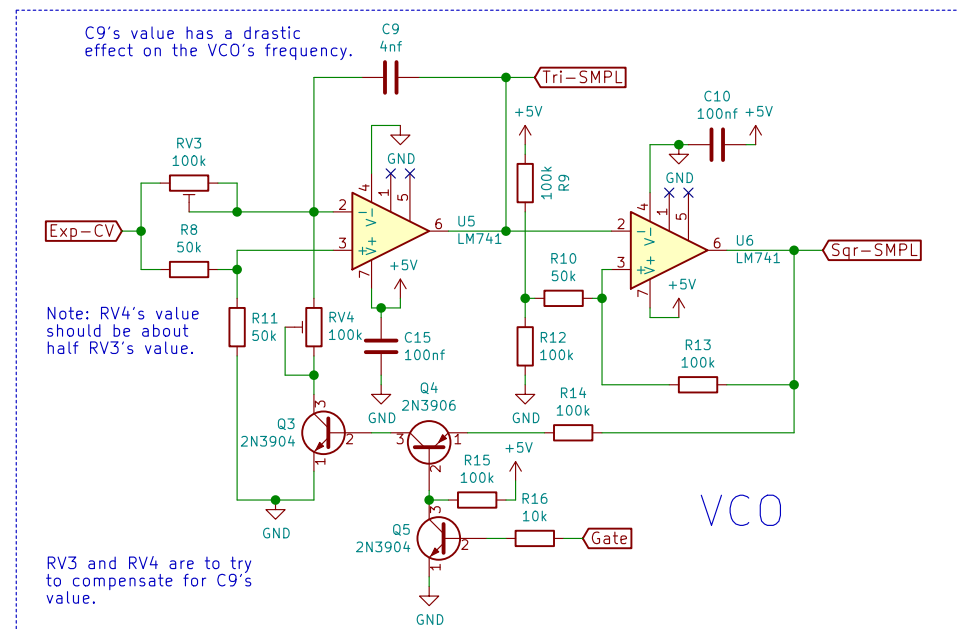 C9's value has a drastic
effect on the VCO's frequency.
C9
4nf
Tri-SMPL
C10
100nf
+5V
+5V
RV3
100k
GND
100k
R9
GND
4
1
5
4
1
5
2
V-
U5
LM741
6
3
V+
7
Exp-CV
R8
50k
+5V
2
V-
U6
LM741
6
3
V+
7
Sqr-SMPL
R10
50k
+5V
Note: RV4's value
should be about
half RV3's value.
R11
50k
RV4
100k
C15
100nf
R12
100k
R13
100k
GND
GND
Q4
2N3906
R14
100k
Q3
2N3904
3
2
1
3
1
2
R15
100k
+5V
R16
10k
GND
Q5
2N3904
3
2
1
Gate
VCO
RV3 and RV4 are to try
to compensate for C9's
value.
GND